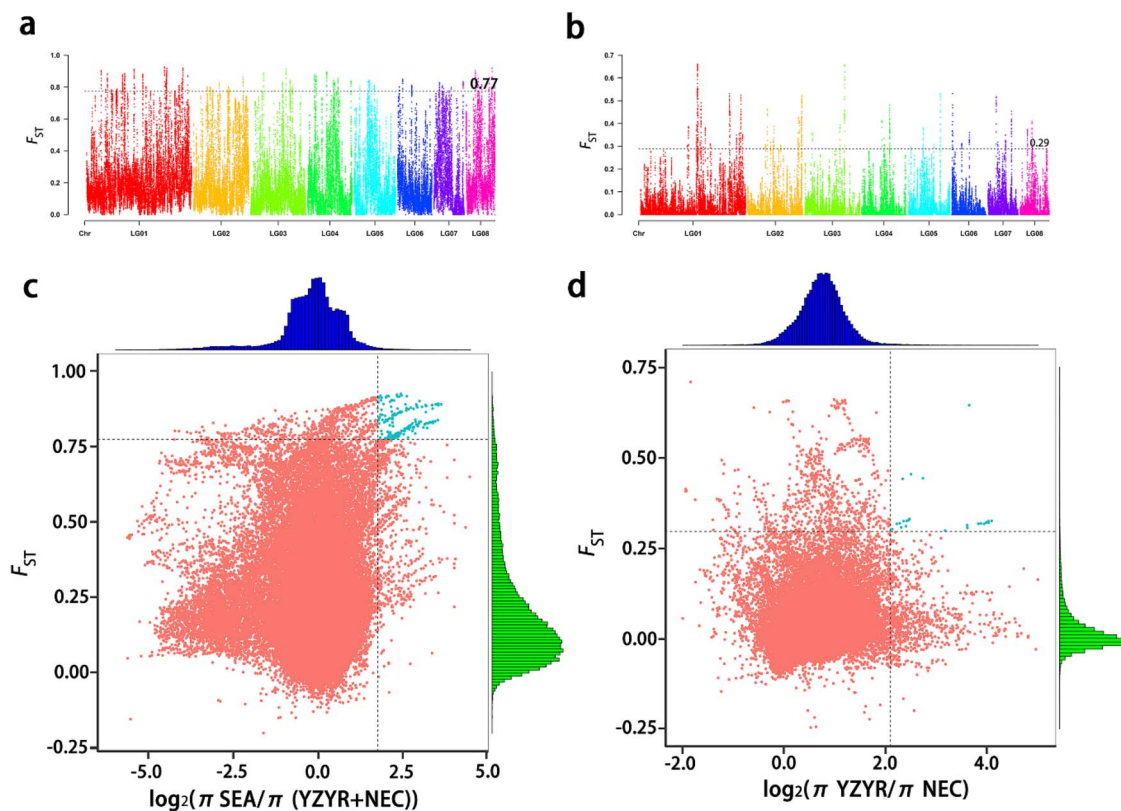 a
1.0
0.8
0.6
0.4
0.2
0.0
FST
0.77
Chr LG01 LG02 LG03 LG04 LG05 LG06 LG07 LG08
b
0.7
0.6
0.5
0.4
0.3
0.2
0.1
0.0
FST
0.29
Chr LG01 LG02 LG03 LG04 LG05 LG06 LG07 LG08
c
1.00
0.75
0.50
0.25
0.00
-0.25
FST
-5.0 -2.5 0.0 2.5 5.0
log₂(π SEA/π (YZYR+NEC))
d
0.75
0.50
0.25
0.00
-0.25
FST
-2.0 0.0 2.0 4.0
log₂(π YZYR/π NEC)